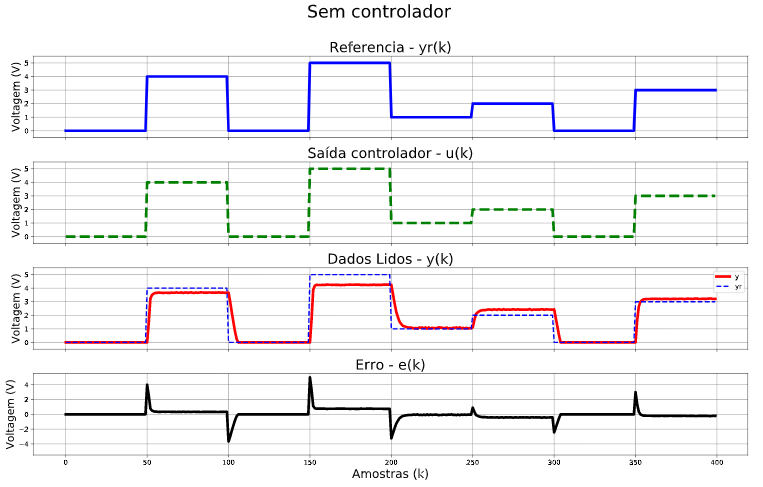 Sem controlador
Referencia - yr(k)
Voltagem (V)
5
4
3
2
1
0
Saída controlador - u(k)
Voltagem (V)
5
4
3
2
1
0
Dados Lidos - y(k)
Voltagem (V)
5
4
3
2
1
0
y
yr
Erro - e(k)
Voltagem (V)
4
2
0
−2
−4
0 50 100 150 200 250 300 350 400
Amostras (k)